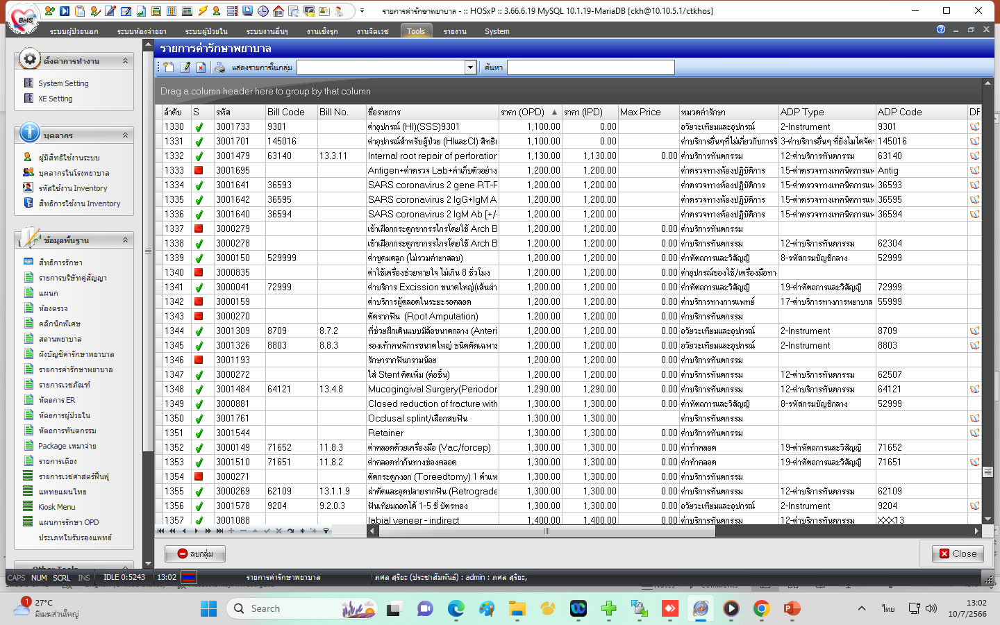 รายการค่ารักษาพยาบาล - :: HOSxP :: 3.66.6.19 MySQL 10.1.19-MariaDB [ckh@10.10.5.1/ctkhos]
BMS
ระบบผู้ป่วยนอก ระบบห้องจ่ายยา ระบบผู้ป่วยใน ระบบงานอื่นๆ งานเชิงรุก งานจิตเวช Tools รายงาน System
รายการค่ารักษาพยาบาล
แสดงรายการในกลุ่ม ค้นหา
Drag a column header here to group by that column
ตั้งค่าการทำงาน
System Setting
XE Setting
บุคลากร
ผู้มีสิทธิใช้งานระบบ
บุคลากรในโรงพยาบาล
รหัสใช้งาน Inventory
สิทธิการใช้งาน Inventory
ข้อมูลพื้นฐาน
สิทธิการรักษา
รายการบริษัทคู่สัญญา
แผนก
ห้องตรวจ
คลิกนิกพิเศษ
สถานพยาบาล
ผังบัญชีค่ารักษาพยาบาล
รายการค่ารักษาพยาบาล
รายการเวชภัณฑ์
หัตถการ ER
หัตถการผู้ป่วยใน
หัตถการทันตกรรม
Package เหมาจ่าย
รายการเตียง
รายการเวชศาสตร์ฟื้นฟู
แพทยแผนไทย
Kiosk Menu
แผนการรักษา OPD
ประเภทใบรับรองแพทย์
Other Tools
ลำดับ S รหัส Bill Code Bill No. ชื่อรายการ ราคา (OPD) ราคา (IPD) Max Price หมวดค่ารักษา ADP Type ADP Code DF
1330 3001733 9301 ค่าอุปกรณ์ (HI)(SSS)9301 1,100.00 0.00 อวัยวะเทียมและอุปกรณ์ 2-Instrument 9301
1331 3001701 145016 ค่าอุปกรณ์สำหรับผู้ป่วย (HIและCI) สิทธิเ 1,100.00 0.00 ค่าบริการอื่นๆที่ไม่เกี่ยวกับการรั 3-ค่าบริการอื่นๆ ที่ยังไม่ได้จัด 145016
1332 3001479 63140 13.3.11 Internal root repair of perforation 1,130.00 1,130.00 0.00 ค่าบริการทันตกรรม 12-ค่าบริการทันตกรรม 63140
1333 3001695 Antigen+ค่าตรวจ Lab+ค่าเก็บตัวอย่าง 1,200.00 1,200.00 ค่าตรวจทางห้องปฏิบัติการ 15-ค่าตรวจทางเทคนิคการแพ Antig
1334 3001641 36593 SARS coronavirus 2 gene RT-F 1,200.00 1,200.00 ค่าตรวจทางห้องปฏิบัติการ 15-ค่าตรวจทางเทคนิคการแพ 36593
1335 3001642 36595 SARS coronavirus 2 IgG+IgM A 1,200.00 1,200.00 ค่าตรวจทางห้องปฏิบัติการ 15-ค่าตรวจทางเทคนิคการแพ 36595
1336 3001640 36594 SARS coronavirus 2 IgM Ab [+/- 1,200.00 1,200.00 ค่าตรวจทางห้องปฏิบัติการ 15-ค่าตรวจทางเทคนิคการแพ 36594
1337 3000279 เข้าเฝือกกระดูกขากรรไกรโดยใช้ Arch B 1,200.00 1,200.00 0.00 ค่าบริการทันตกรรม
1338 3000278 เข้าเฝือกกระดูกขากรรไกรโดยใช้ Arch B 1,200.00 1,200.00 0.00 ค่าบริการทันตกรรม 12-ค่าบริการทันตกรรม 62304
1339 3000150 529999 ค่าขูดมดลูก (ไม่รวมค่ายาสลบ) 1,200.00 1,200.00 0.00 ค่าหัตถการและวิสัญญี 8-รหัสกรมบัญชีกลาง 52999
1340 3000835 ค่าใช้เครื่องช่วยหายใจ ไม่เกิน 8 ชั่วโมง 1,200.00 1,200.00 0.00 ค่าอุปกรณ์ของใช้/เครื่องมือทาง
1341 3000041 72999 ค่าบริการ Excission ขนาดใหญ่(เส้นผ่า 1,200.00 1,200.00 0.00 ค่าหัตถการและวิสัญญี 19-ค่าหัตถการและวิสัญญี 72999
1342 3000159 ค่าบริการผู้คลอดในระยะรอคลอด 1,200.00 1,200.00 0.00 ค่าบริการทางการแพทย์ 17-ค่าบริการทางการพยาบาล 55999
1343 3000270 ตัดรากฟัน (Root Amputation) 1,200.00 1,200.00 0.00 ค่าบริการทันตกรรม
1344 3001309 8709 8.7.2 ที่ช่วยฝึกเดินแบบมีล้อขนาดกลาง (Anteri 1,200.00 1,200.00 0.00 อวัยวะเทียมและอุปกรณ์ 2-Instrument 8709
1345 3001326 8803 8.8.3 รองเท้าคนพิการขนาดใหญ่ ชนิดตัดเฉพาะ 1,200.00 1,200.00 0.00 อวัยวะเทียมและอุปกรณ์ 2-Instrument 8803
1346 3001193 รักษารากฟันกรามน้อย 1,200.00 1,200.00 0.00 ค่าบริการทันตกรรม
1347 3000272 ใส่ Stent คิดเพิ่ม (ต่อชิ้น) 1,200.00 1,200.00 0.00 ค่าบริการทันตกรรม 12-ค่าบริการทันตกรรม 62507
1348 3001484 64121 13.4.8 Mucogingival Surgery(Periodor 1,290.00 1,290.00 0.00 ค่าบริการทันตกรรม 12-ค่าบริการทันตกรรม 64121
1349 3000881 Closed reduction of fracture with 1,300.00 1,300.00 0.00 ค่าหัตถการและวิสัญญี 8-รหัสกรมบัญชีกลาง 52999
1350 3001761 Occlusal splint/เฝือกสบฟัน 1,300.00 1,300.00 ค่าบริการทันตกรรม
1351 3001544 Retainer 1,300.00 1,300.00 ค่าบริการทันตกรรม
1352 3000149 71652 11.8.3 ค่าคลอดด้วยเครื่องมือ (Vac/forcep) 1,300.00 1,300.00 0.00 ค่าทำคลอด 19-ค่าหัตถการและวิสัญญี 71652
1353 3001510 71651 11.8.2 ค่าคลอดท่าก้นทางช่องคลอด 1,300.00 1,300.00 0.00 ค่าทำคลอด 19-ค่าหัตถการและวิสัญญี 71651
1354 3000271 ตัดกระดูกงอก (Toreedtomy) 1 ตำแห 1,300.00 1,300.00 0.00 ค่าบริการทันตกรรม
1355 3000269 62109 13.1.1.9 ผ่าตัดและอุดปลายรากฟัน (Retrograde 1,300.00 1,300.00 0.00 ค่าบริการทันตกรรม 12-ค่าบริการทันตกรรม 62109
1356 3001578 9204 9.2.0.3 ฟันเทียมถอดได้ 1-5 ซี่ บัตรทอง 1,300.00 1,300.00 0.00 อวัยวะเทียมและอุปกรณ์ 2-Instrument 9204
1357 3001088 labial veneer - indirect 1,400.00 1,400.00 0.00 ค่าบริการทันตกรรม 12-ค่าบริการทันตกรรม XXX13
ลบกลุ่ม Close
CAPS NUM SCRL INS IDLE 0:5243 13:02 รายการค่ารักษาพยาบาล ภศล สุริยะ (ประชาสัมพันธ์) : admin : ภศล สุริยะ,
1 27°C
มีเมฆส่วนใหญ่
Search
ไทย
13:02
10/7/2566